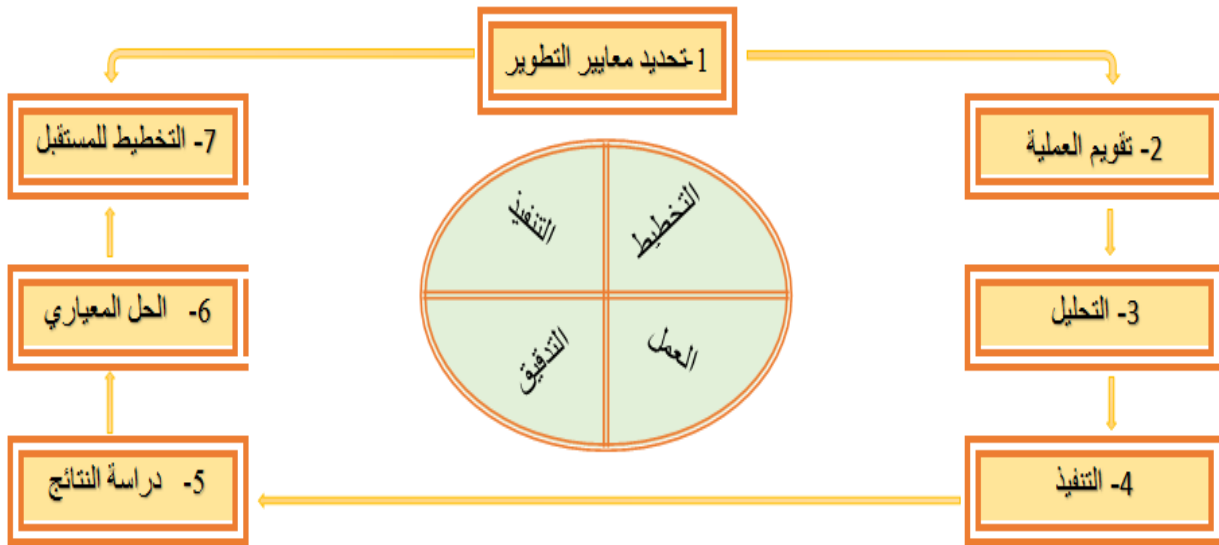 1-تحديد معايير التطوير
2- تقويم العملية
3- التحليل
4- التنفيذ
5- دراسة النتائج
6- الحل المعياري
7- التخطيط للمستقبل
التخطيط
التنفيذ
التدقيق
العمل